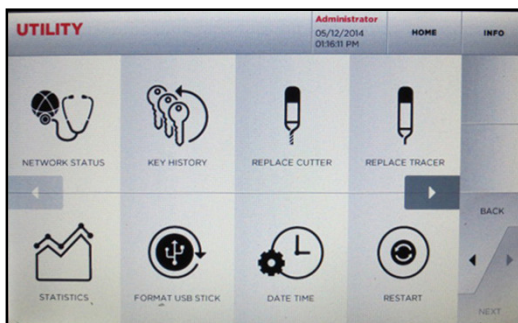 UTILITY
Administrator
05/12/2014
01:16:11 PM
HOME
INFO
NETWORK STATUS
KEY HISTORY
REPLACE CUTTER
REPLACE TRACER
BACK
STATISTICS
FORMAT USB STICK
DATE TIME
RESTART
NEXT